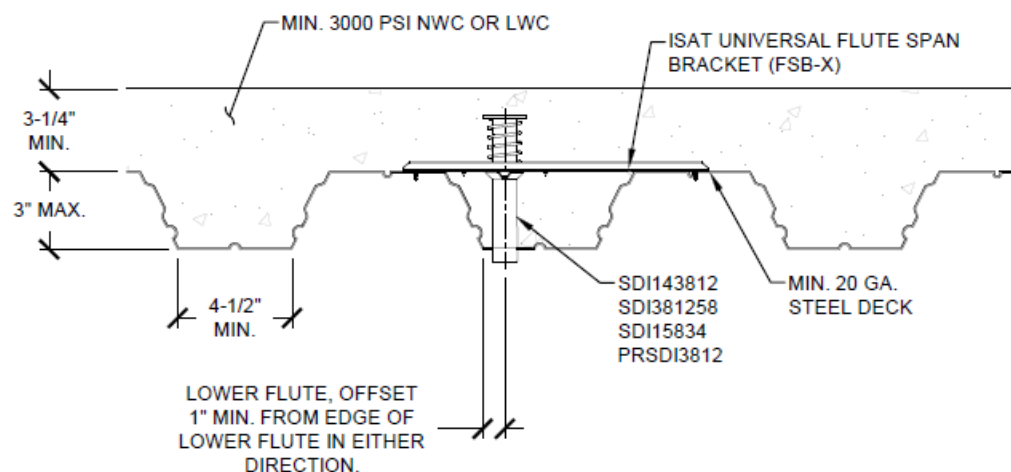 MIN. 3000 PSI NWC OR LWC
ISAT UNIVERSAL FLUTE SPAN
BRACKET (FSB-X)
3-1/4"
MIN.
3" MAX.
4-1/2"
MIN.
SDI143812
SDI381258
SDI15834
PRSDI3812
MIN. 20 GA.
STEEL DECK
LOWER FLUTE, OFFSET
1" MIN. FROM EDGE OF
LOWER FLUTE IN EITHER
DIRECTION.